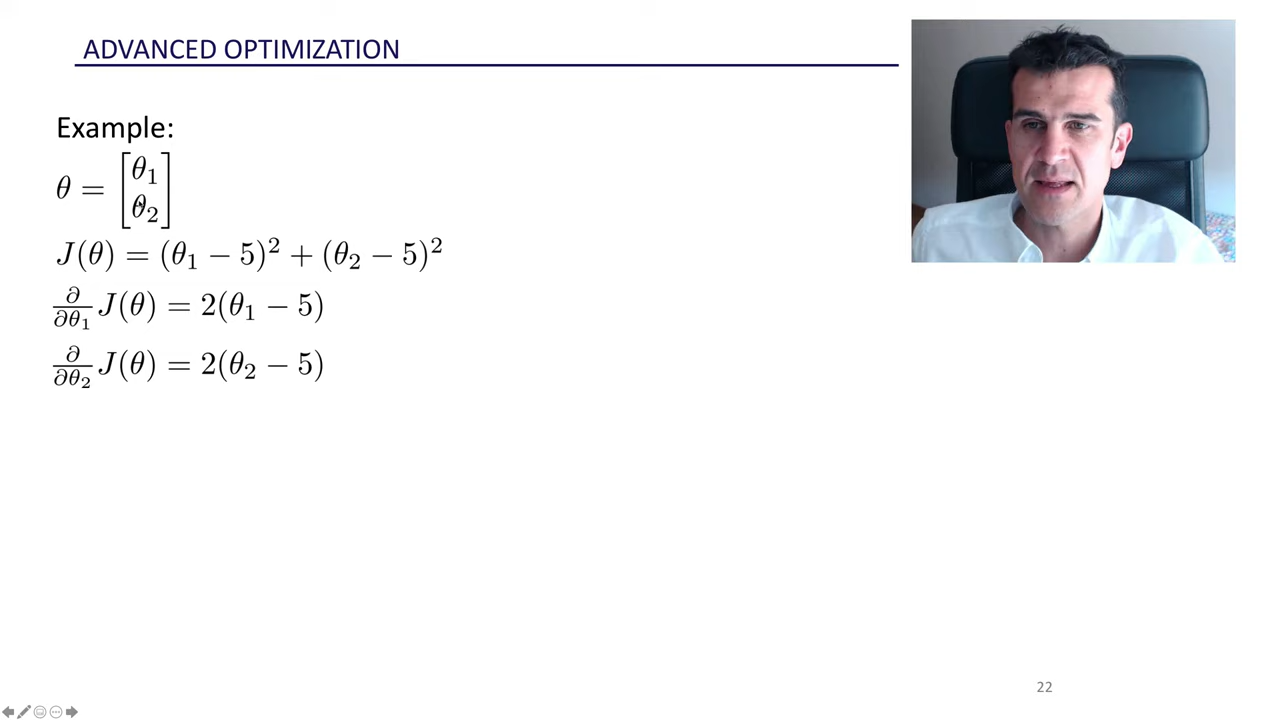 ADVANCED OPTIMIZATION
Example:
θ = [θ₁
θ₂]
J(θ) = (θ₁ − 5)² + (θ₂ − 5)²
∂/∂θ₁ J(θ) = 2(θ₁ − 5)
∂/∂θ₂ J(θ) = 2(θ₂ − 5)
22